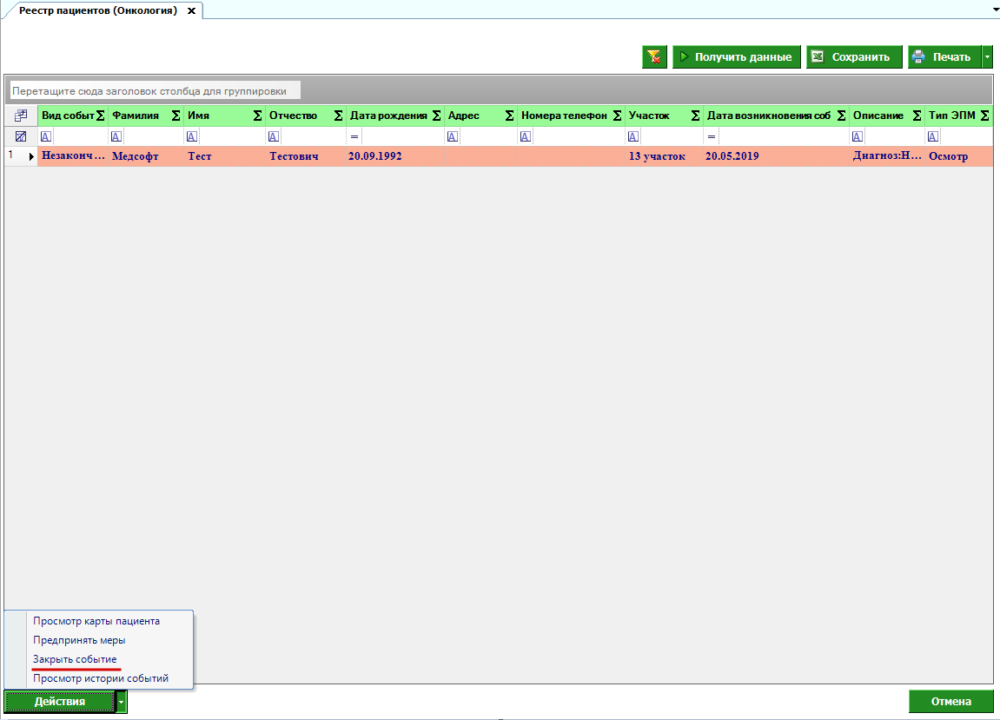 Реестр пациентов (Онкология)
Получить данные Сохранить Печать
Перетащите сюда заголовок столбца для группировки
Вид событ Фамилия Имя Отчество Дата рождения Адрес Номера телефон Участок Дата возникновения соб Описание Тип ЭПМ
A A A A = A A A = A A
1 Незаконч... Медсофт Тест Тестович 20.09.1992 13 участок 20.05.2019 Диагноз:Н... Осмотр
Просмотр карты пациента
Предпринять меры
Закрыть событие
Просмотр истории событий
Действия Отмена